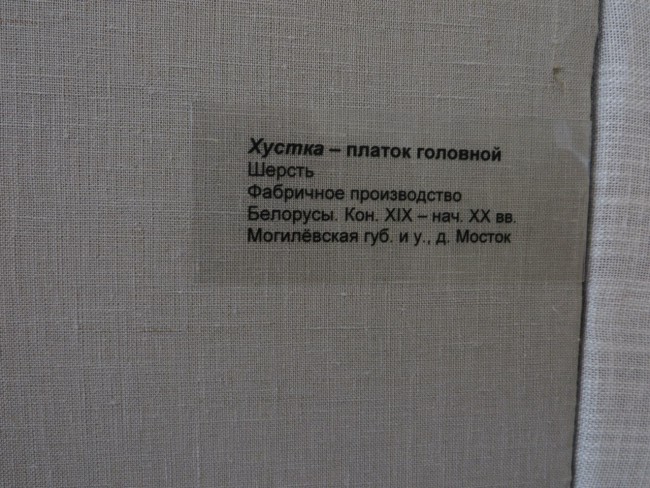 Хустка – платок головной
Шерсть
Фабричное производство
Белорусы. Кон. XIX – нач. XX вв.
Могилёвская губ. и у., д. Мосток